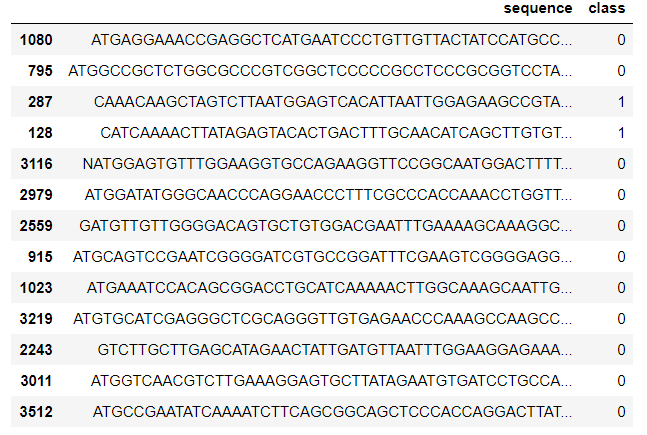 sequence class
1080 ATGAGGAAACCGAGGCTCATGAATCCCTGTTGTTACTATCCATGCC... 0
795 ATGGCCGCTCTGGCGCCCGTCGGCTCCCCCGCCTCCCGCGGTCCTA... 0
287 CAAACAAGCTAGTCTTAATGGAGTCACATTAATTGGAGAAGCCGTA... 1
128 CATCAAAACTTATAGAGTACACTGACTTTGCAACATCAGCTTGTGT... 1
3116 NATGGAGTGTTTGGAAGGTGCCAGAAGGTTCCGGCAATGGACTTTT... 0
2979 ATGGATATGGGCAACCCAGGAACCCTTTCGCCCACCAAACCTGGTT... 0
2559 GATGTTGTTGGGGACAGTGCTGTGGACGAATTTGAAAAGCAAAGGC... 0
915 ATGCAGTCCGAATCGGGGATCGTGCCGGATTTCGAAGTCGGGGAGG... 0
1023 ATGAAATCCACAGCGGACCTGCATCAAAAACTTGGCAAAGCAATTG... 0
3219 ATGTGCATCGAGGGCTCGCAGGGTTGTGAGAACCCAAAGCCAAGCC... 0
2243 GTCTTGCTTGAGCATAGAACTATTGATGTTAATTTGGAAGGAGAAA... 0
3011 ATGGTCAACGTCTTGAAAGGAGTGCTTATAGAATGTGATCCTGCCA... 0
3512 ATGCCGAATATCAAAATCTTCAGCGGCAGCTCCCACCAGGACTTAT... 0